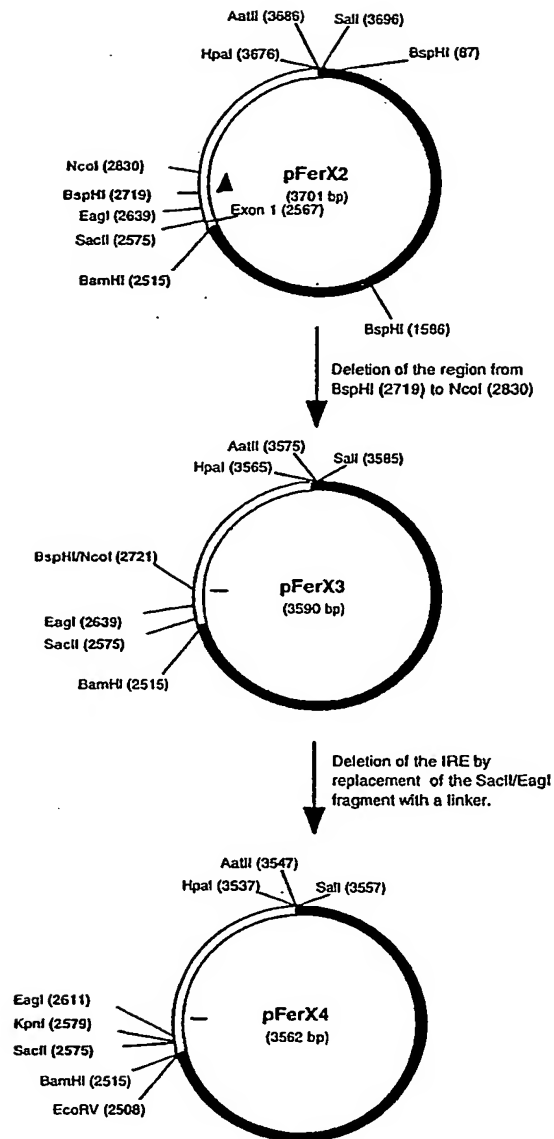 AatII (3686)
SalI (3696)
HpaI (3676)
BspHI (87)
NcoI (2830)
BspHI (2719)
EagI (2639)
SacII (2575)
BamHI (2515)
pFerX2
(3701 bp)
Exon 1 (2567)
BspHI (1586)
Deletion of the region from
BspHI (2719) to NcoI (2830)
AatII (3575)
SalI (3585)
HpaI (3565)
BspHI/NcoI (2721)
EagI (2639)
SacII (2575)
BamHI (2515)
pFerX3
(3590 bp)
Deletion of the IRE by
replacement of the SacII/EagI
fragment with a linker.
AatII (3547)
HpaI (3537)
SalI (3557)
EagI (2611)
KpnI (2579)
SacII (2575)
BamHI (2515)
EcoRV (2508)
pFerX4
(3562 bp)